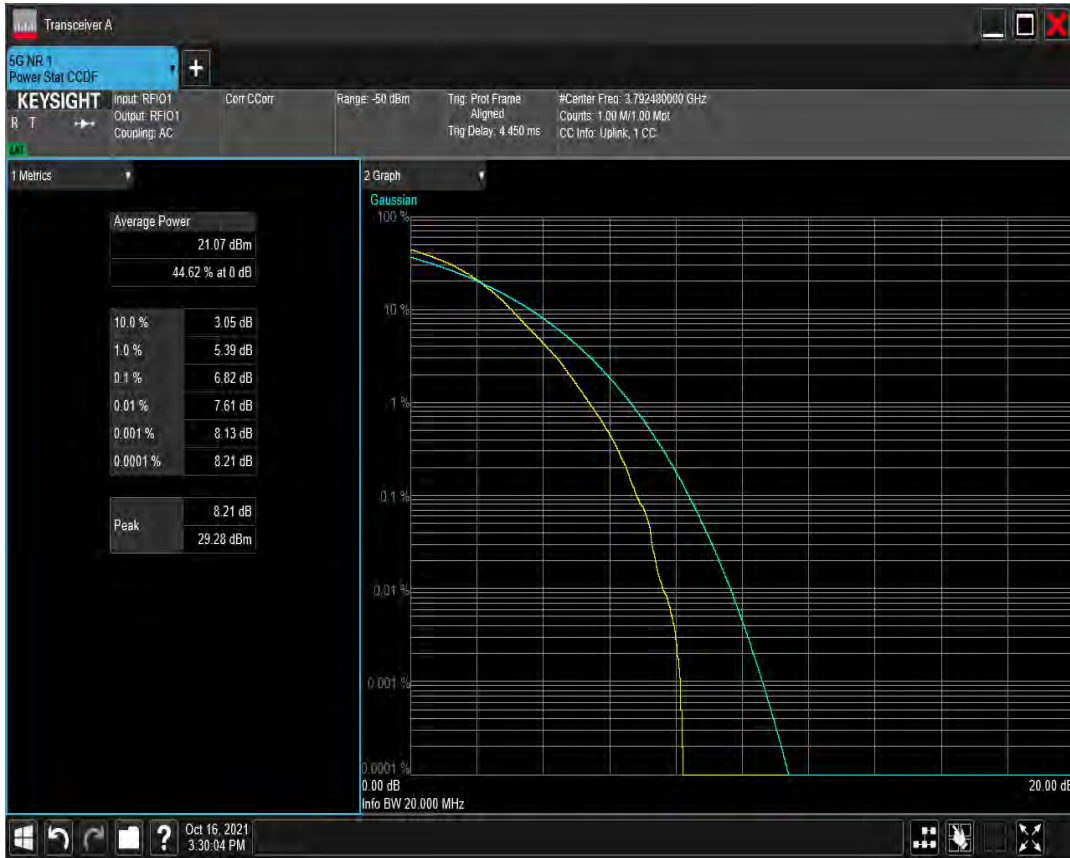 Transceiver A
5G NR 1
Power Stat CCDF
+
KEYSIGHT
R T
LXI
Input: RFIO1
Output: RFIO1
Coupling: AC
Corr CCorr
Range: -50 dBm
Trig: Prot Frame
Aligned
Trig Delay: 4.450 ms
#Center Freq: 3.792480000 GHz
Counts: 1.00 M/1.00 Mpt
CC Info: Uplink, 1 CC
1 Metrics
Average Power
21.07 dBm
44.62 % at 0 dB
10.0 % 3.05 dB
1.0 % 5.39 dB
0.1 % 6.82 dB
0.01 % 7.61 dB
0.001 % 8.13 dB
0.0001 % 8.21 dB
Peak
8.21 dB
29.28 dBm
2 Graph
Gaussian
100 %
10 %
1 %
0.1 %
0.01 %
0.001 %
0.0001 %
0.00 dB 20.00 dB
Info BW 20.000 MHz
?
Oct 16, 2021
3:30:04 PM